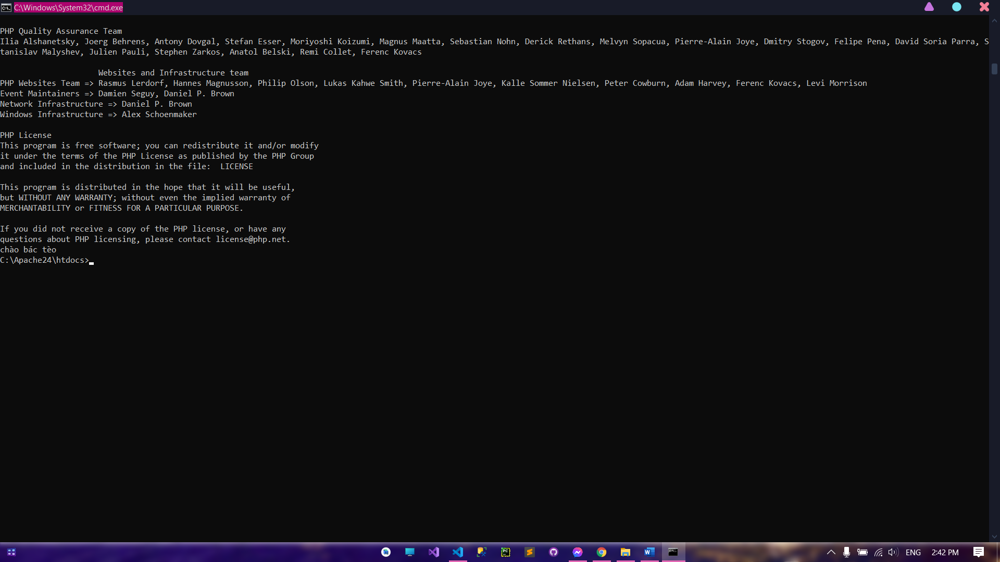 C:\Windows\System32\cmd.exe
PHP Quality Assurance Team
Ilia Alshanetsky, Joerg Behrens, Antony Dovgal, Stefan Esser, Moriyoshi Koizumi, Magnus Maatta, Sebastian Nohn, Derick Rethans, Melvyn Sopacua, Pierre-Alain Joye, Dmitry Stogov, Felipe Pena, David Soria Parra, S
tanislav Malyshev, Julien Pauli, Stephen Zarkos, Anatol Belski, Remi Collet, Ferenc Kovacs
Websites and Infrastructure team
PHP Websites Team => Rasmus Lerdorf, Hannes Magnusson, Philip Olson, Lukas Kahwe Smith, Pierre-Alain Joye, Kalle Sommer Nielsen, Peter Cowburn, Adam Harvey, Ferenc Kovacs, Levi Morrison
Event Maintainers => Damien Seguy, Daniel P. Brown
Network Infrastructure => Daniel P. Brown
Windows Infrastructure => Alex Schoenmaker
PHP License
This program is free software; you can redistribute it and/or modify
it under the terms of the PHP License as published by the PHP Group
and included in the distribution in the file:  LICENSE
This program is distributed in the hope that it will be useful,
but WITHOUT ANY WARRANTY; without even the implied warranty of
MERCHANTABILITY or FITNESS FOR A PARTICULAR PURPOSE.
If you did not receive a copy of the PHP license, or have any
questions about PHP licensing, please contact license@php.net.
chào bác tèo
C:\Apache24\htdocs>
ENG
2:42 PM